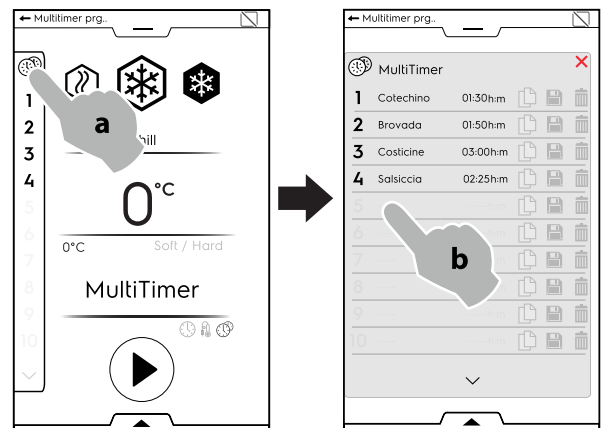 Multitimer prg..
1
2
3
4
5
6
7
8
9
10
a
hill
0°C
0°C
Soft / Hard
MultiTimer
Multitimer prg..
MultiTimer
1 Cotechino 01:30h:m
2 Brovada 01:50h:m
3 Costicine 03:00h:m
4 Salsiccia 02:25h:m
5
7
8
9
10
b